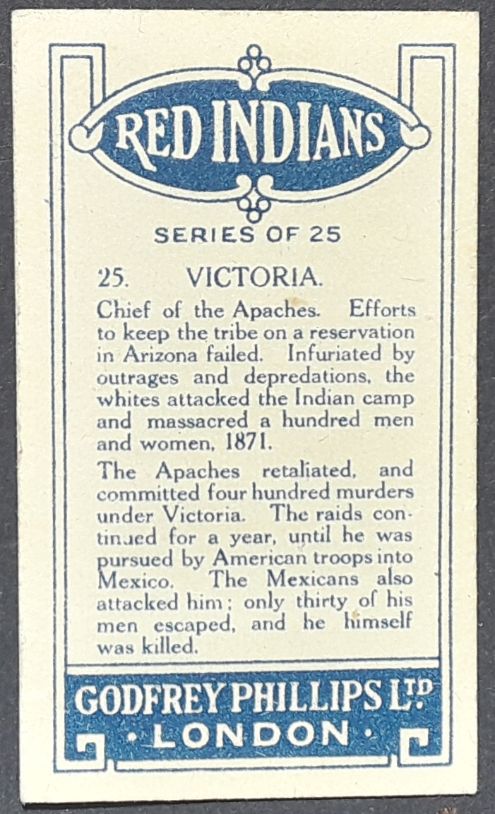 RED INDIANS
SERIES OF 25
25. VICTORIA.
Chief of the Apaches. Efforts
to keep the tribe on a reservation
in Arizona failed. Infuriated by
outrages and depredations, the
whites attacked the Indian camp
and massacred a hundred men
and women, 1871.
The Apaches retaliated, and
committed four hundred murders
under Victoria. The raids con-
tinued for a year, until he was
pursued by American troops into
Mexico. The Mexicans also
attacked him; only thirty of his
men escaped, and he himself
was killed.
GODFREY PHILLIPS LTD.
· LONDON ·